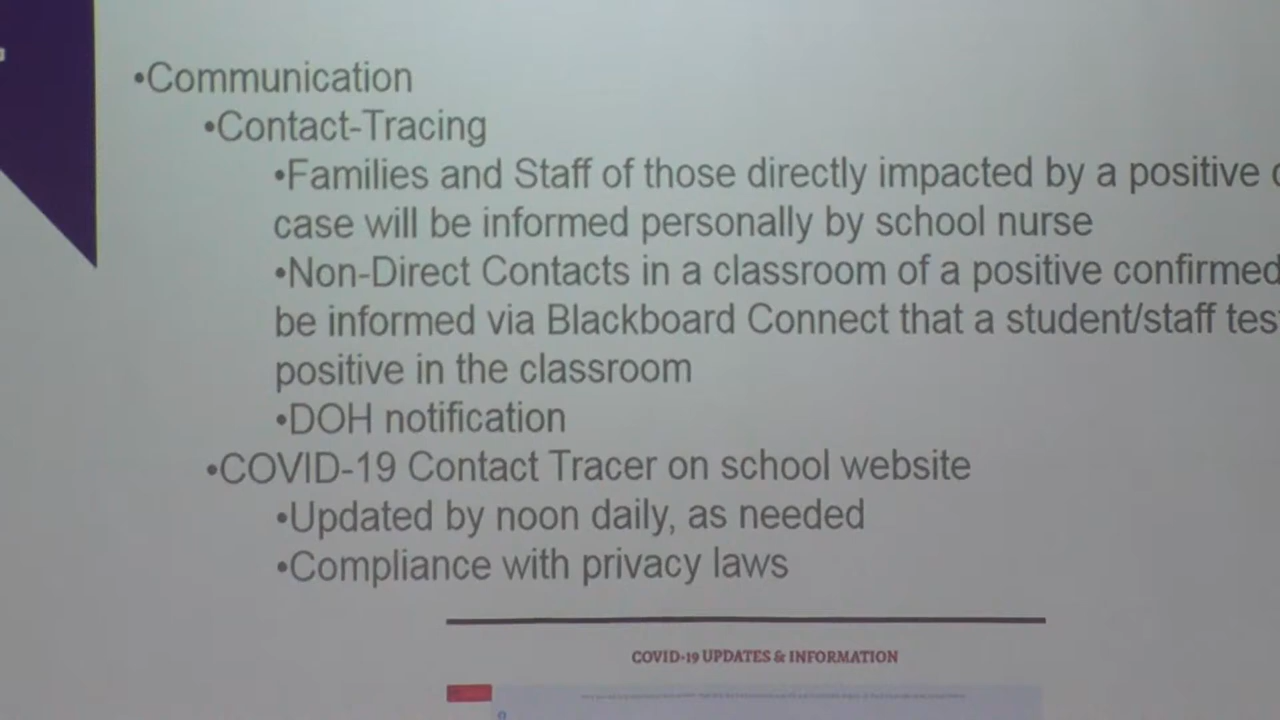 •Communication
•Contact-Tracing
•Families and Staff of those directly impacted by a positive
case will be informed personally by school nurse
•Non-Direct Contacts in a classroom of a positive confirmed
be informed via Blackboard Connect that a student/staff
positive in the classroom
•DOH notification
•COVID-19 Contact Tracer on school website
•Updated by noon daily, as needed
•Compliance with privacy laws
COVID-19 UPDATES & INFORMATION